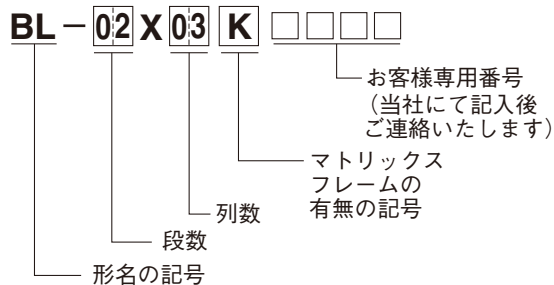 BL－02X03K□□□□
お客様専用番号
（当社にて記入後
ご連絡いたします）
マトリックス
フレームの
有無の記号
列数
段数
形名の記号